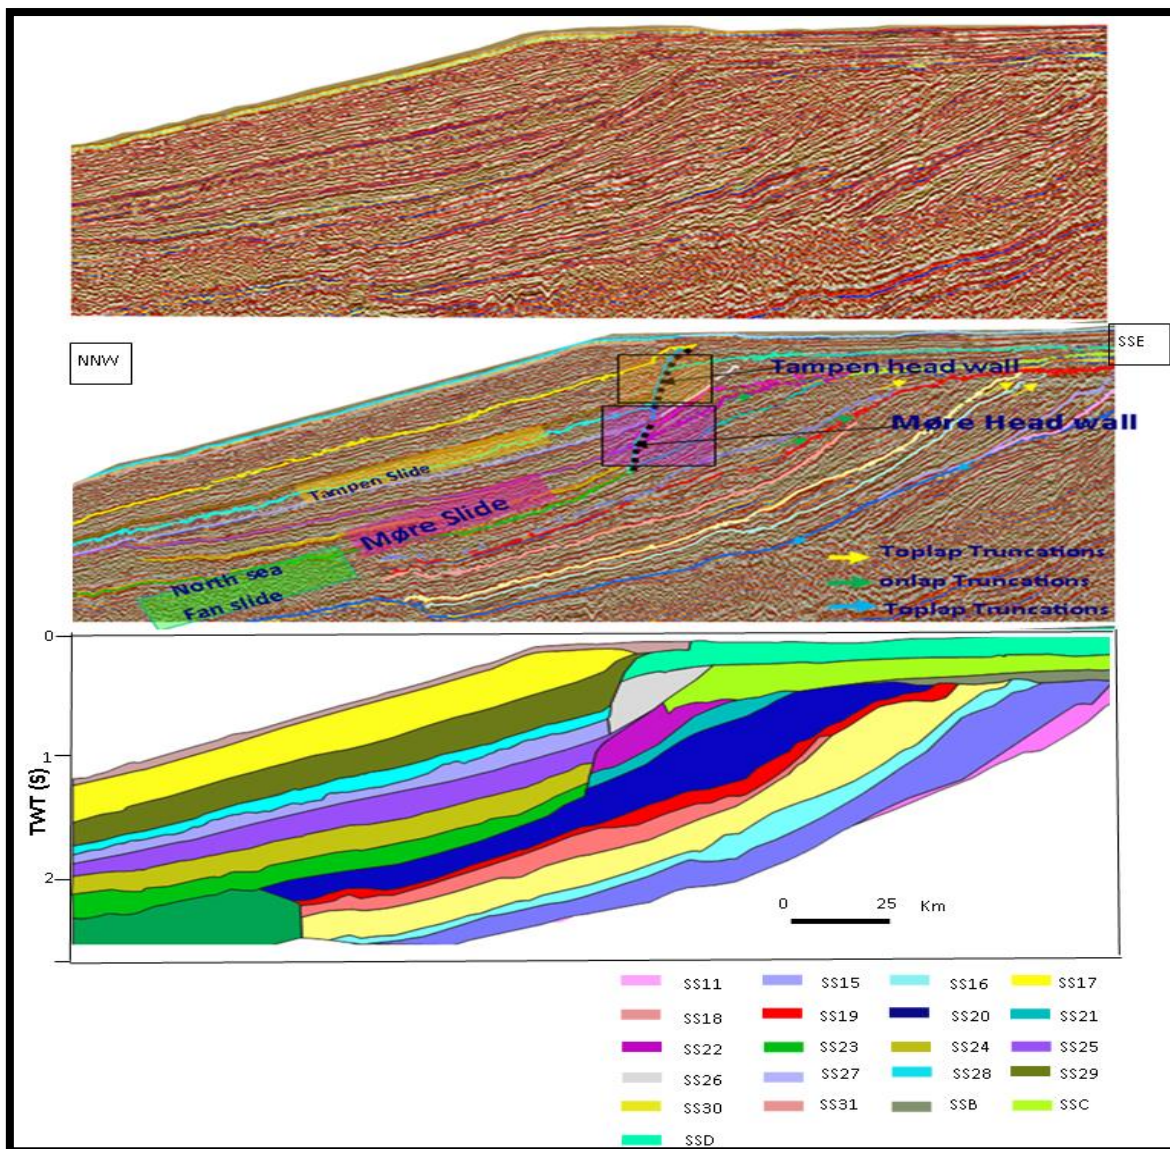 NNW
SSE
Tampen head wall
Møre Head wall
Tampen Slide
Møre Slide
North sea
Fan slide
Toplap Truncations
onlap Truncations
Toplap Truncations
0
1
2
TWT (S)
0 25 Km
SS11 SS15 SS16 SS17
SS18 SS19 SS20 SS21
SS22 SS23 SS24 SS25
SS26 SS27 SS28 SS29
SS30 SS31 SSB SSC
SSD